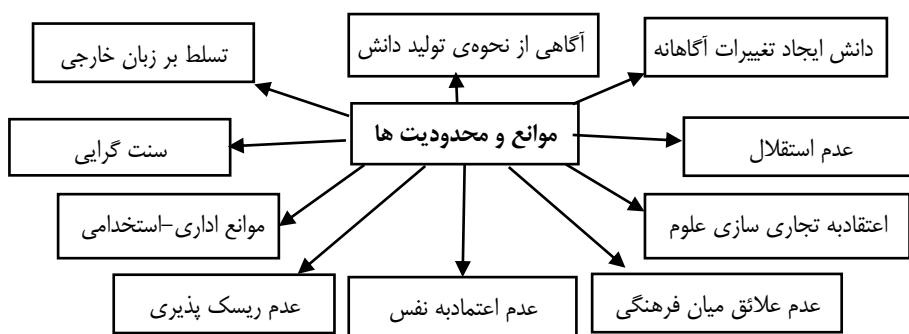 دانش ایجاد تغییرات آگاهانه
آگاهی از نحوه‌ی تولید دانش
تسلط بر زبان خارجی
موانع و محدودیت ها
عدم استقلال
سنت گرایی
اعتقادبه تجاری سازی علوم
موانع اداری-استخدامی
عدم علائق میان فرهنگی
عدم اعتمادبه نفس
عدم ریسک پذیری